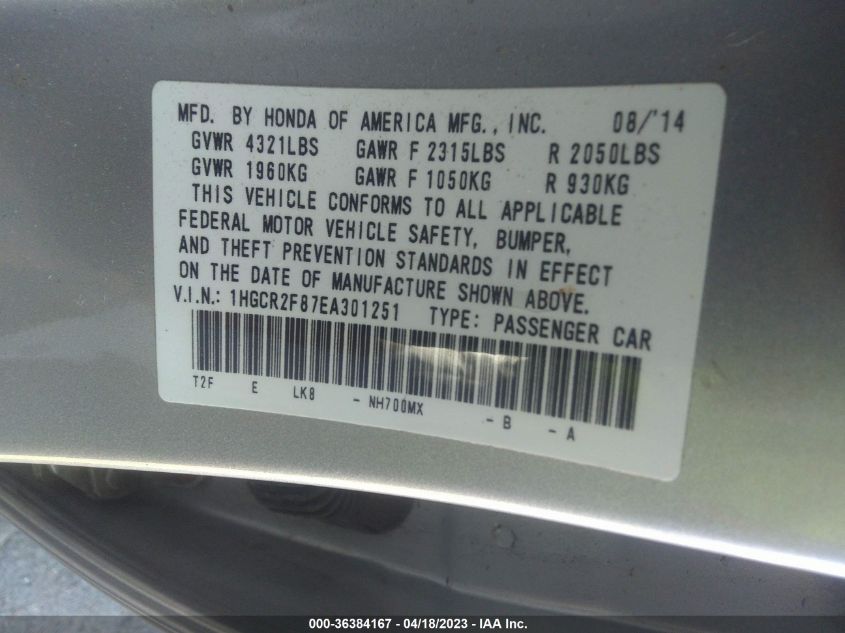 MFD. BY HONDA OF AMERICA MFG., INC. 08/'14
GVWR 4321LBS GAWR F 2315LBS R 2050LBS
GVWR 1960KG GAWR F 1050KG R 930KG
THIS VEHICLE CONFORMS TO ALL APPLICABLE
FEDERAL MOTOR VEHICLE SAFETY, BUMPER,
AND THEFT PREVENTION STANDARDS IN EFFECT
ON THE DATE OF MANUFACTURE SHOWN ABOVE.
V.I.N.: 1HGCR2F87EA301251 TYPE: PASSENGER CAR
T2F E LK8 - NH700MX - B - A
000-36384167 - 04/18/2023 - IAA Inc.